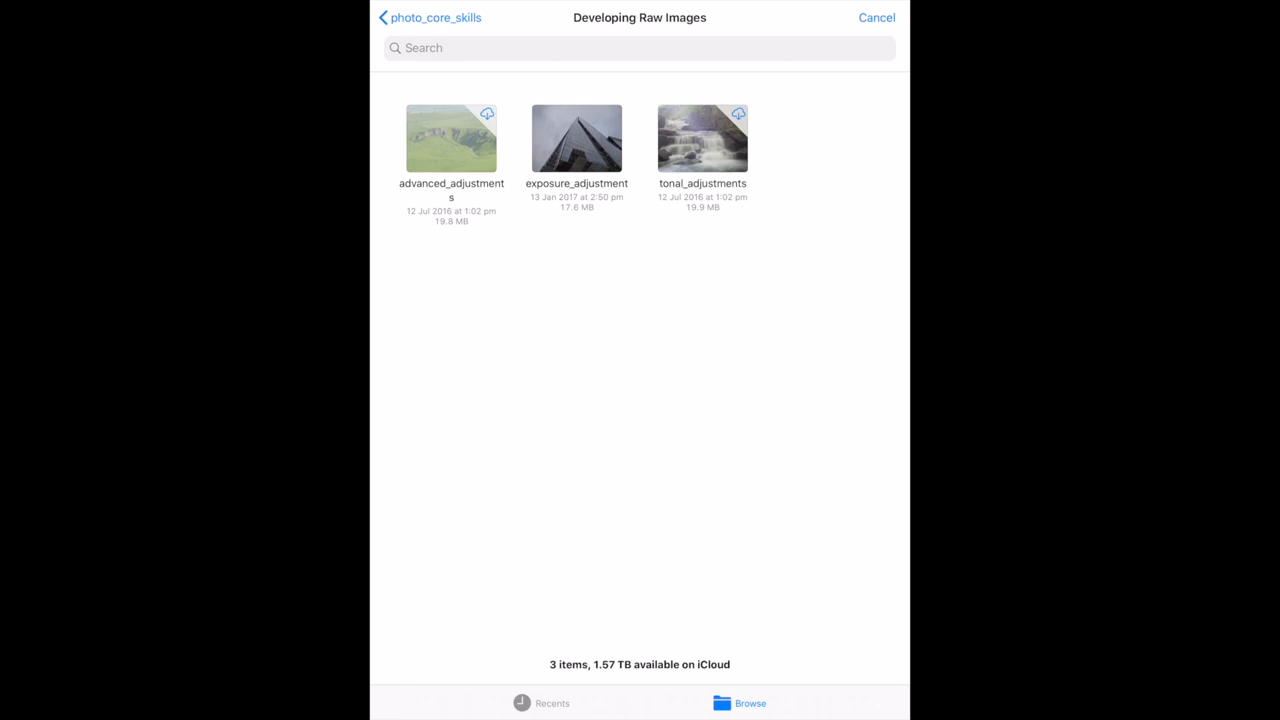 photo_core_skills
Developing Raw Images
Cancel
Search
advanced_adjustment
s
12 Jul 2016 at 1:02 pm
19.8 MB
exposure_adjustment
13 Jan 2017 at 2:50 pm
17.6 MB
tonal_adjustments
12 Jul 2016 at 1:02 pm
19.9 MB
3 items, 1.57 TB available on iCloud
Recents
Browse